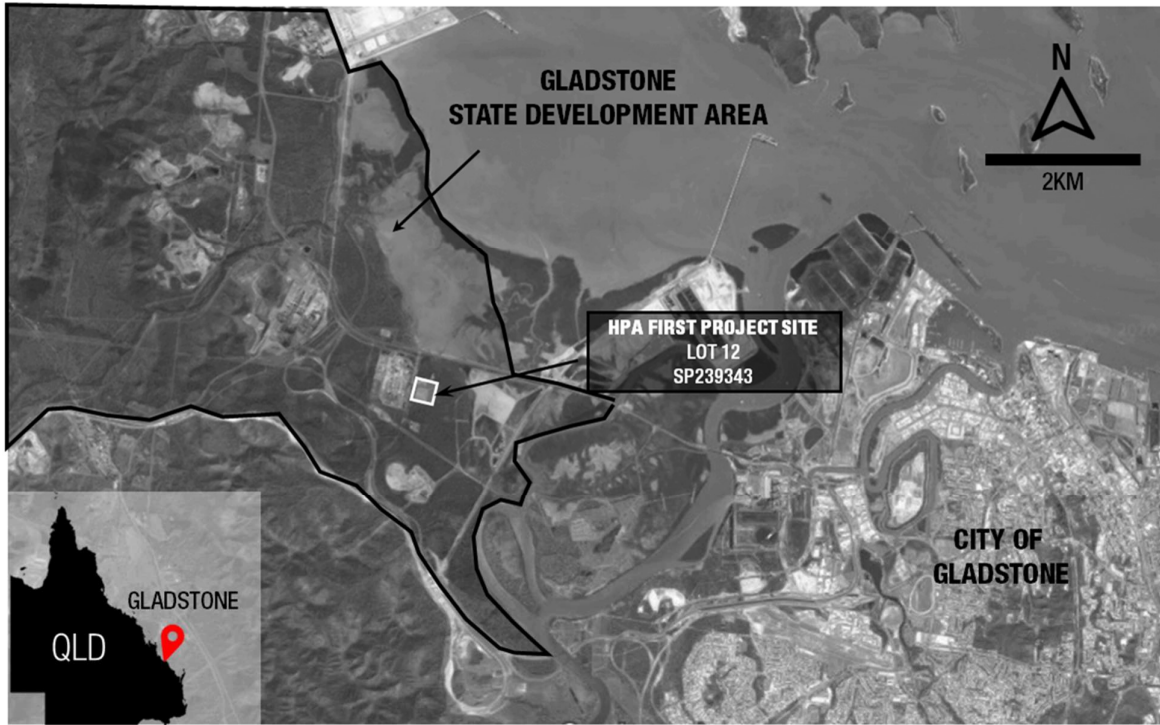 GLADSTONE
STATE DEVELOPMENT AREA
N
2KM
HPA FIRST PROJECT SITE
LOT 12
SP239343
CITY OF
GLADSTONE
GLADSTONE
QLD